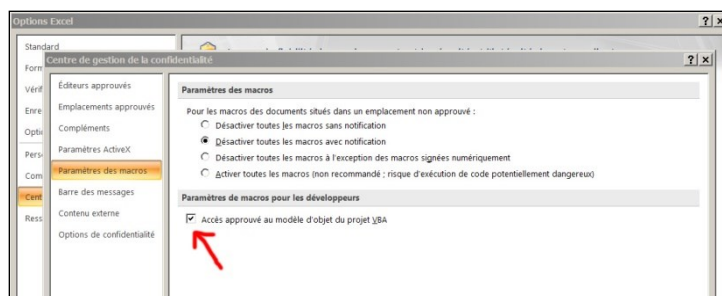 Options Excel
Standard
Centre de gestion de la confidentialité
Éditeurs approuvés
Emplacements approuvés
Compléments
Paramètres ActiveX
Paramètres des macros
Barre des messages
Contenu externe
Options de confidentialité
Paramètres des macros
Pour les macros des documents situés dans un emplacement non approuvé :
Désactiver toutes les macros sans notification
Désactiver toutes les macros avec notification
Désactiver toutes les macros à l'exception des macros signées numériquement
Activer toutes les macros (non recommandé ; risque d'exécution de code potentiellement dangereux)
Paramètres de macros pour les développeurs
Accès approuvé au modèle d'objet du projet VBA